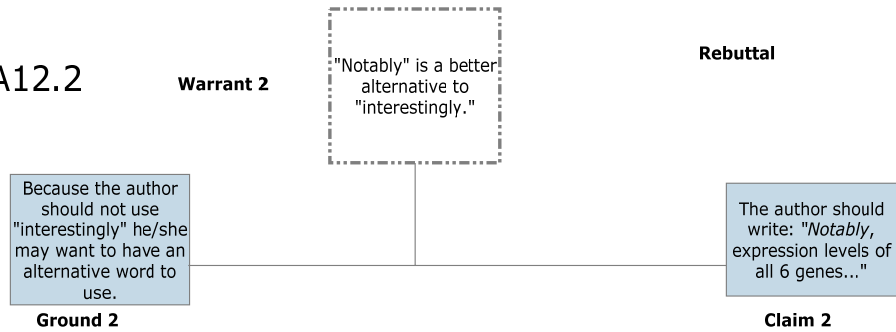 A12.2
Warrant 2
"Notably" is a better
alternative to
"interestingly."
Rebuttal
Because the author
should not use
"interestingly" he/she
may want to have an
alternative word to
use.
Ground 2
The author should
write: "Notably,
expression levels of
all 6 genes..."
Claim 2